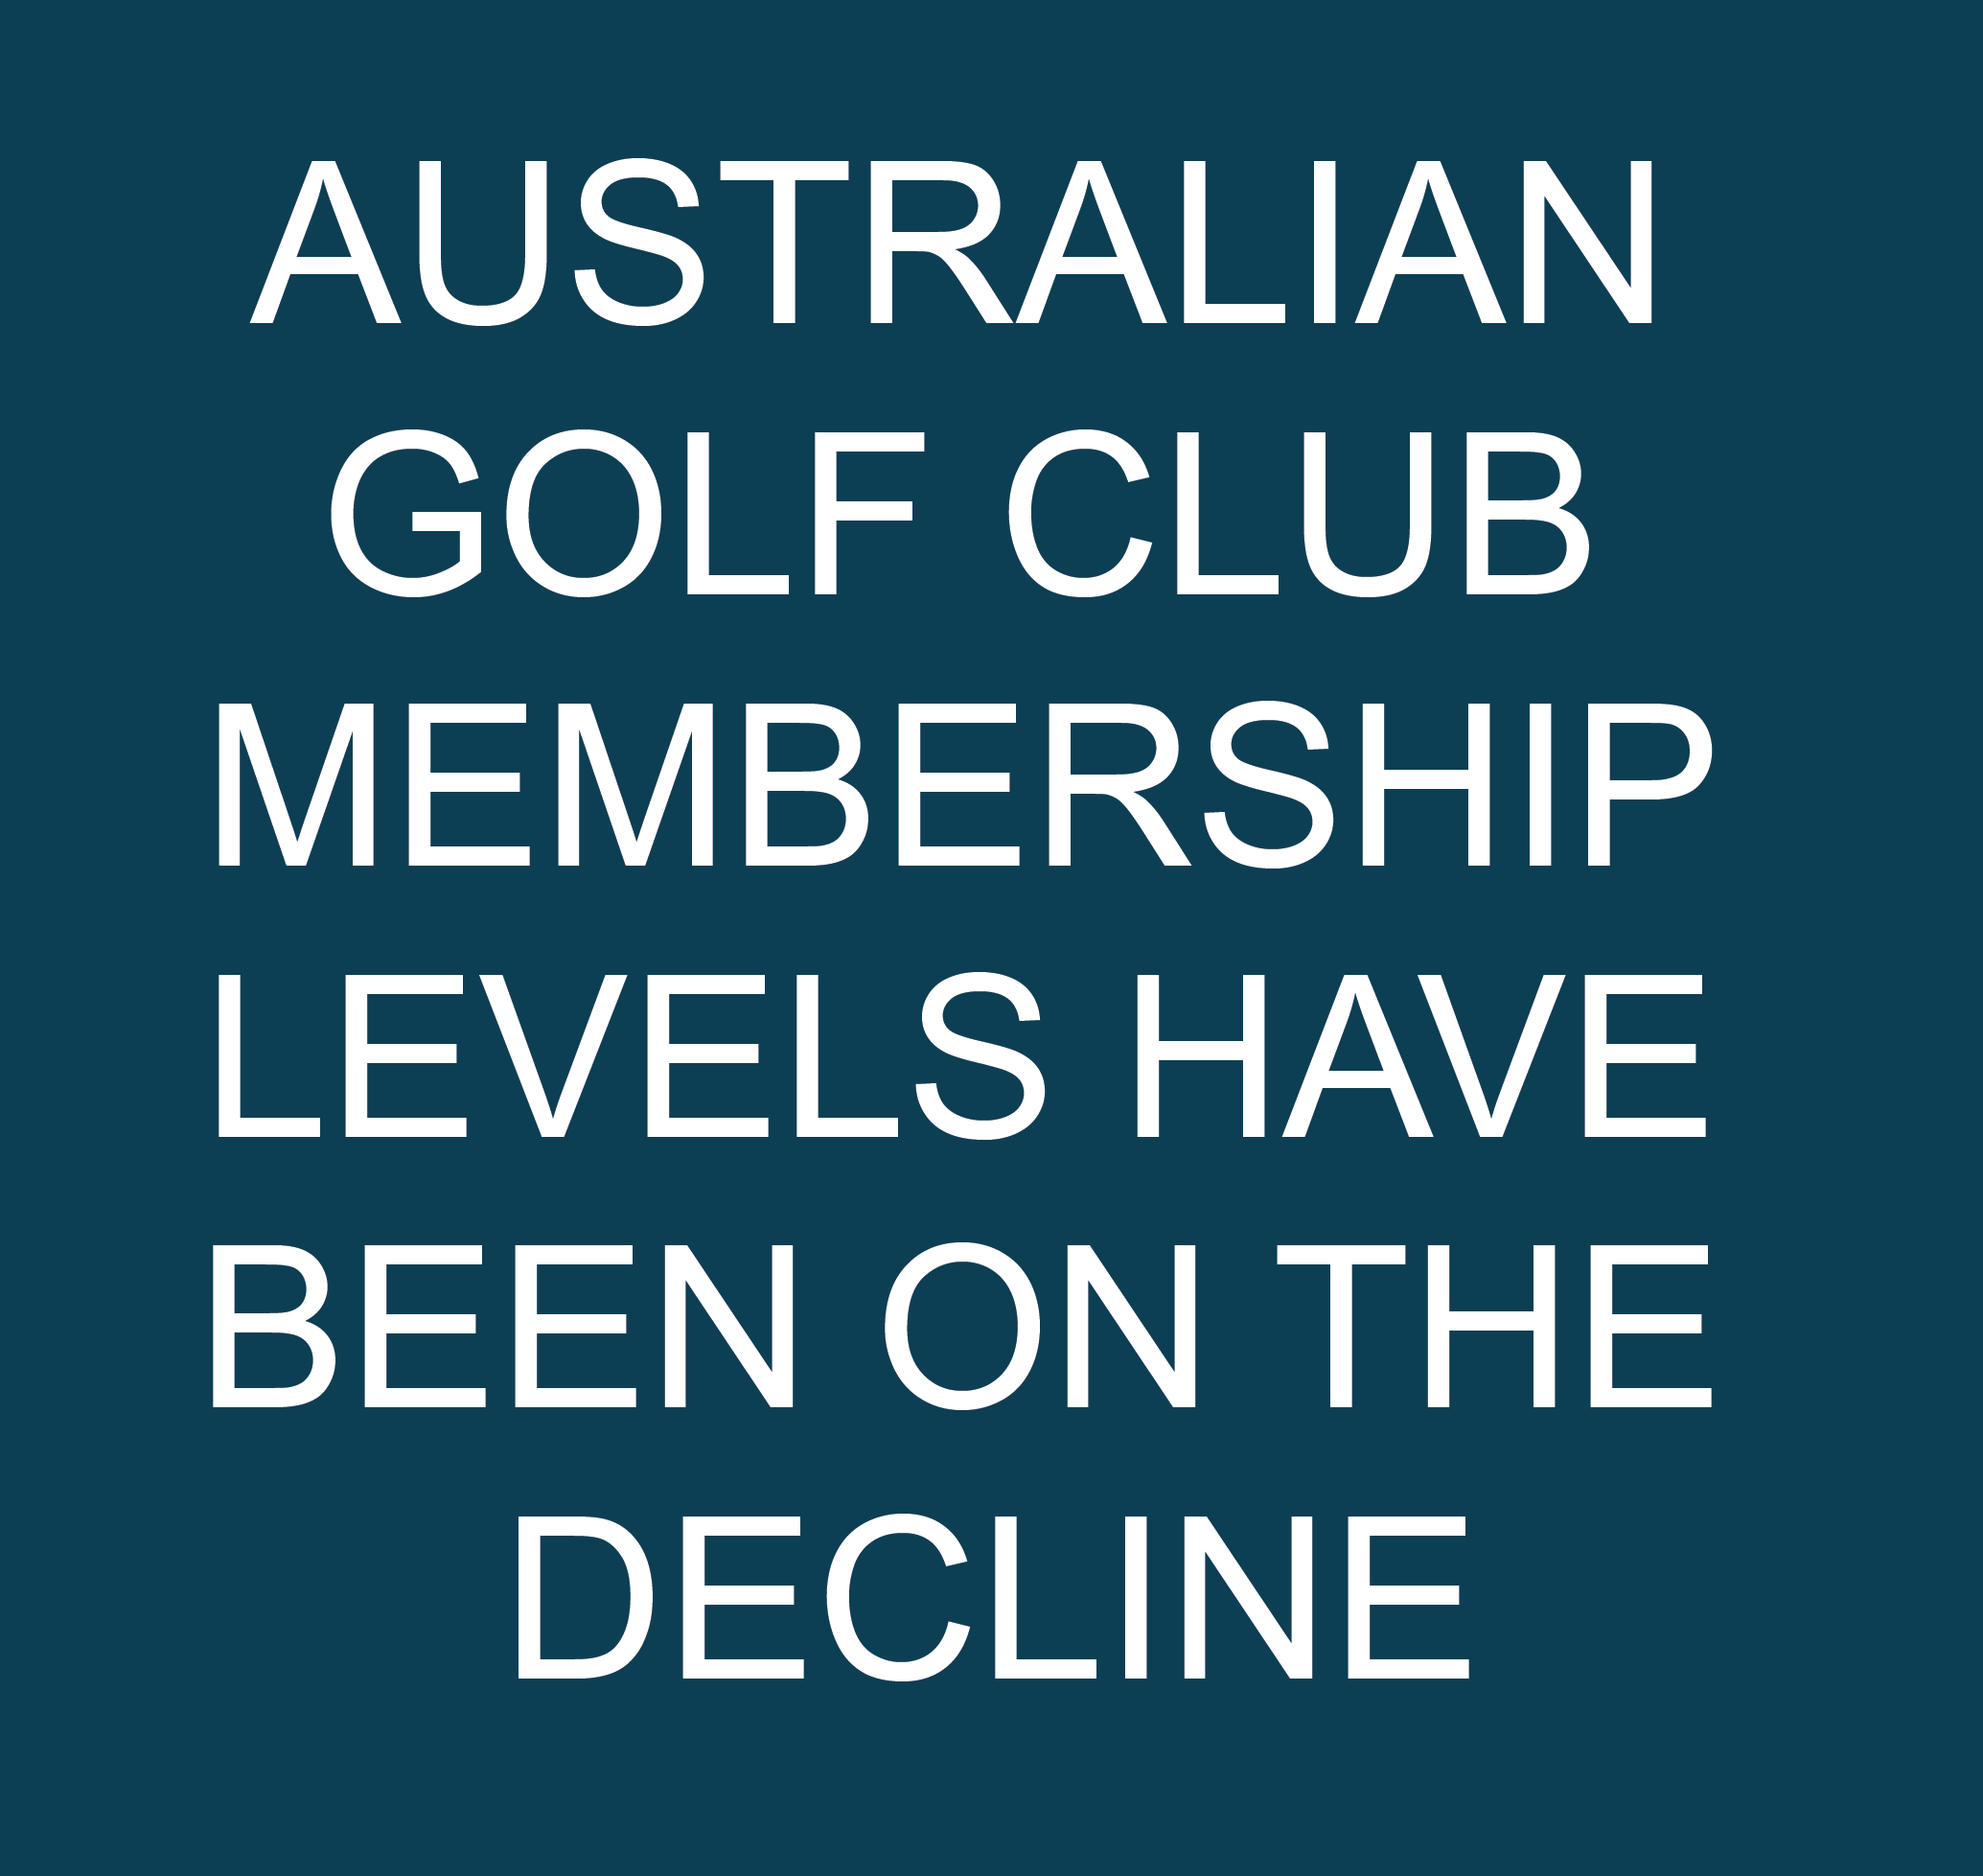 AUSTRALIAN
GOLF CLUB
MEMBERSHIP
LEVELS HAVE
BEEN ON THE
DECLINE